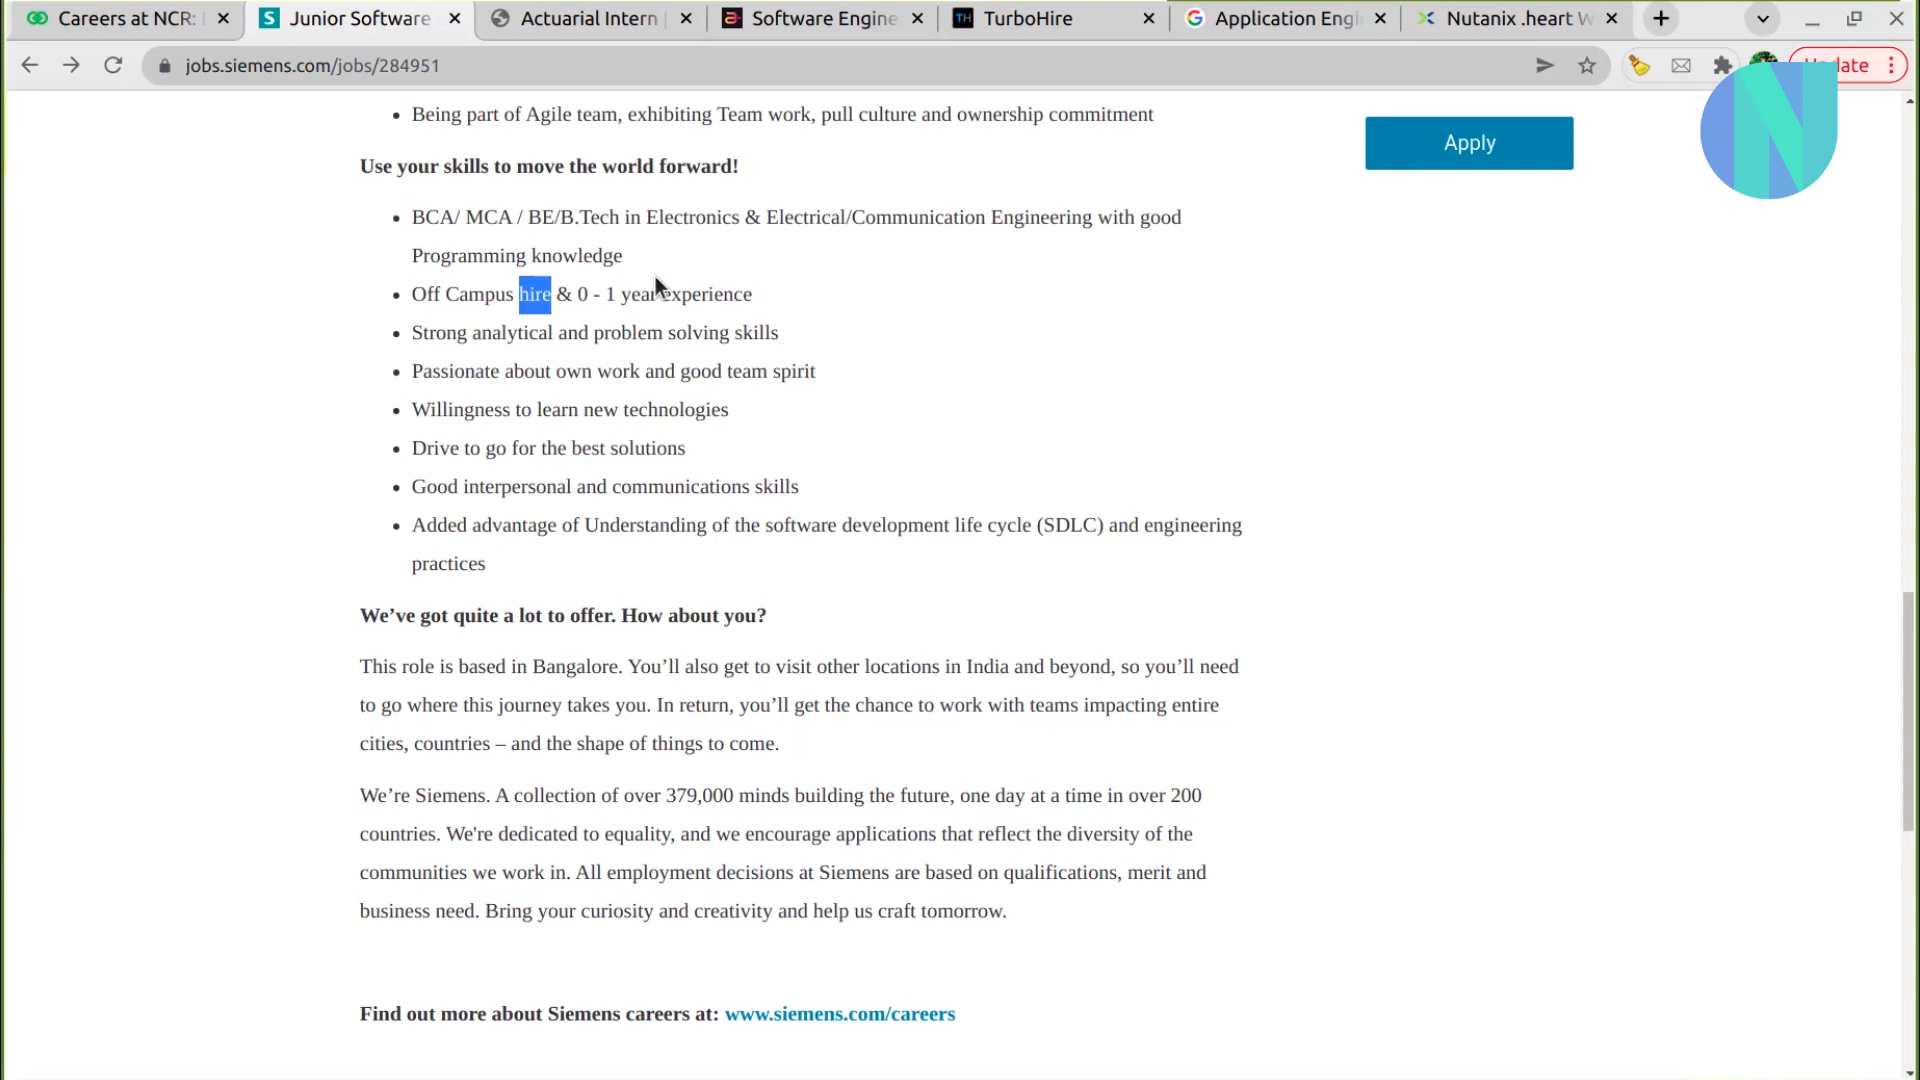 Careers at NCR:
Junior Software
Actuarial Intern
Software Engine
TH
TurboHire
Application Engi
Nutanix .heart W
jobs.siemens.com/jobs/284951
Update
Being part of Agile team, exhibiting Team work, pull culture and ownership commitment
Apply
Use your skills to move the world forward!
BCA/ MCA / BE/B.Tech in Electronics & Electrical/Communication Engineering with good
Programming knowledge
Off Campus hire & 0 - 1 year experience
Strong analytical and problem solving skills
Passionate about own work and good team spirit
Willingness to learn new technologies
Drive to go for the best solutions
Good interpersonal and communications skills
Added advantage of Understanding of the software development life cycle (SDLC) and engineering
practices
We’ve got quite a lot to offer. How about you?
This role is based in Bangalore. You’ll also get to visit other locations in India and beyond, so you’ll need
to go where this journey takes you. In return, you’ll get the chance to work with teams impacting entire
cities, countries – and the shape of things to come.
We’re Siemens. A collection of over 379,000 minds building the future, one day at a time in over 200
countries. We're dedicated to equality, and we encourage applications that reflect the diversity of the
communities we work in. All employment decisions at Siemens are based on qualifications, merit and
business need. Bring your curiosity and creativity and help us craft tomorrow.
Find out more about Siemens careers at: www.siemens.com/careers